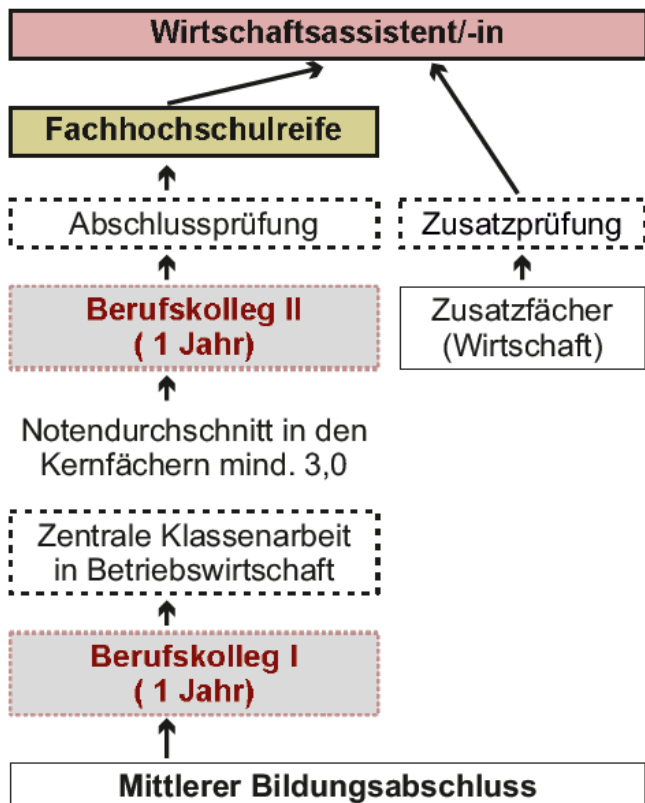 Wirtschaftsassistent/-in
Fachhochschulreife
Abschlussprüfung
Zusatzprüfung
Berufskolleg II
( 1 Jahr)
Zusatzfächer
(Wirtschaft)
Notendurchschnitt in den
Kernfächern mind. 3,0
Zentrale Klassenarbeit
in Betriebswirtschaft
Berufskolleg I
( 1 Jahr)
Mittlerer Bildungsabschluss